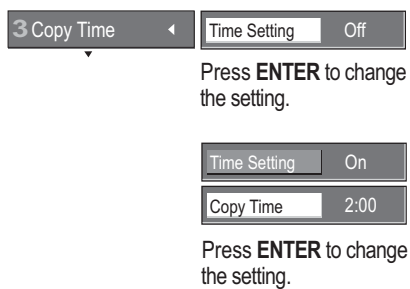 3 Copy Time
Time Setting Off
Press ENTER to change
the setting.
Time Setting On
Copy Time 2:00
Press ENTER to change
the setting.